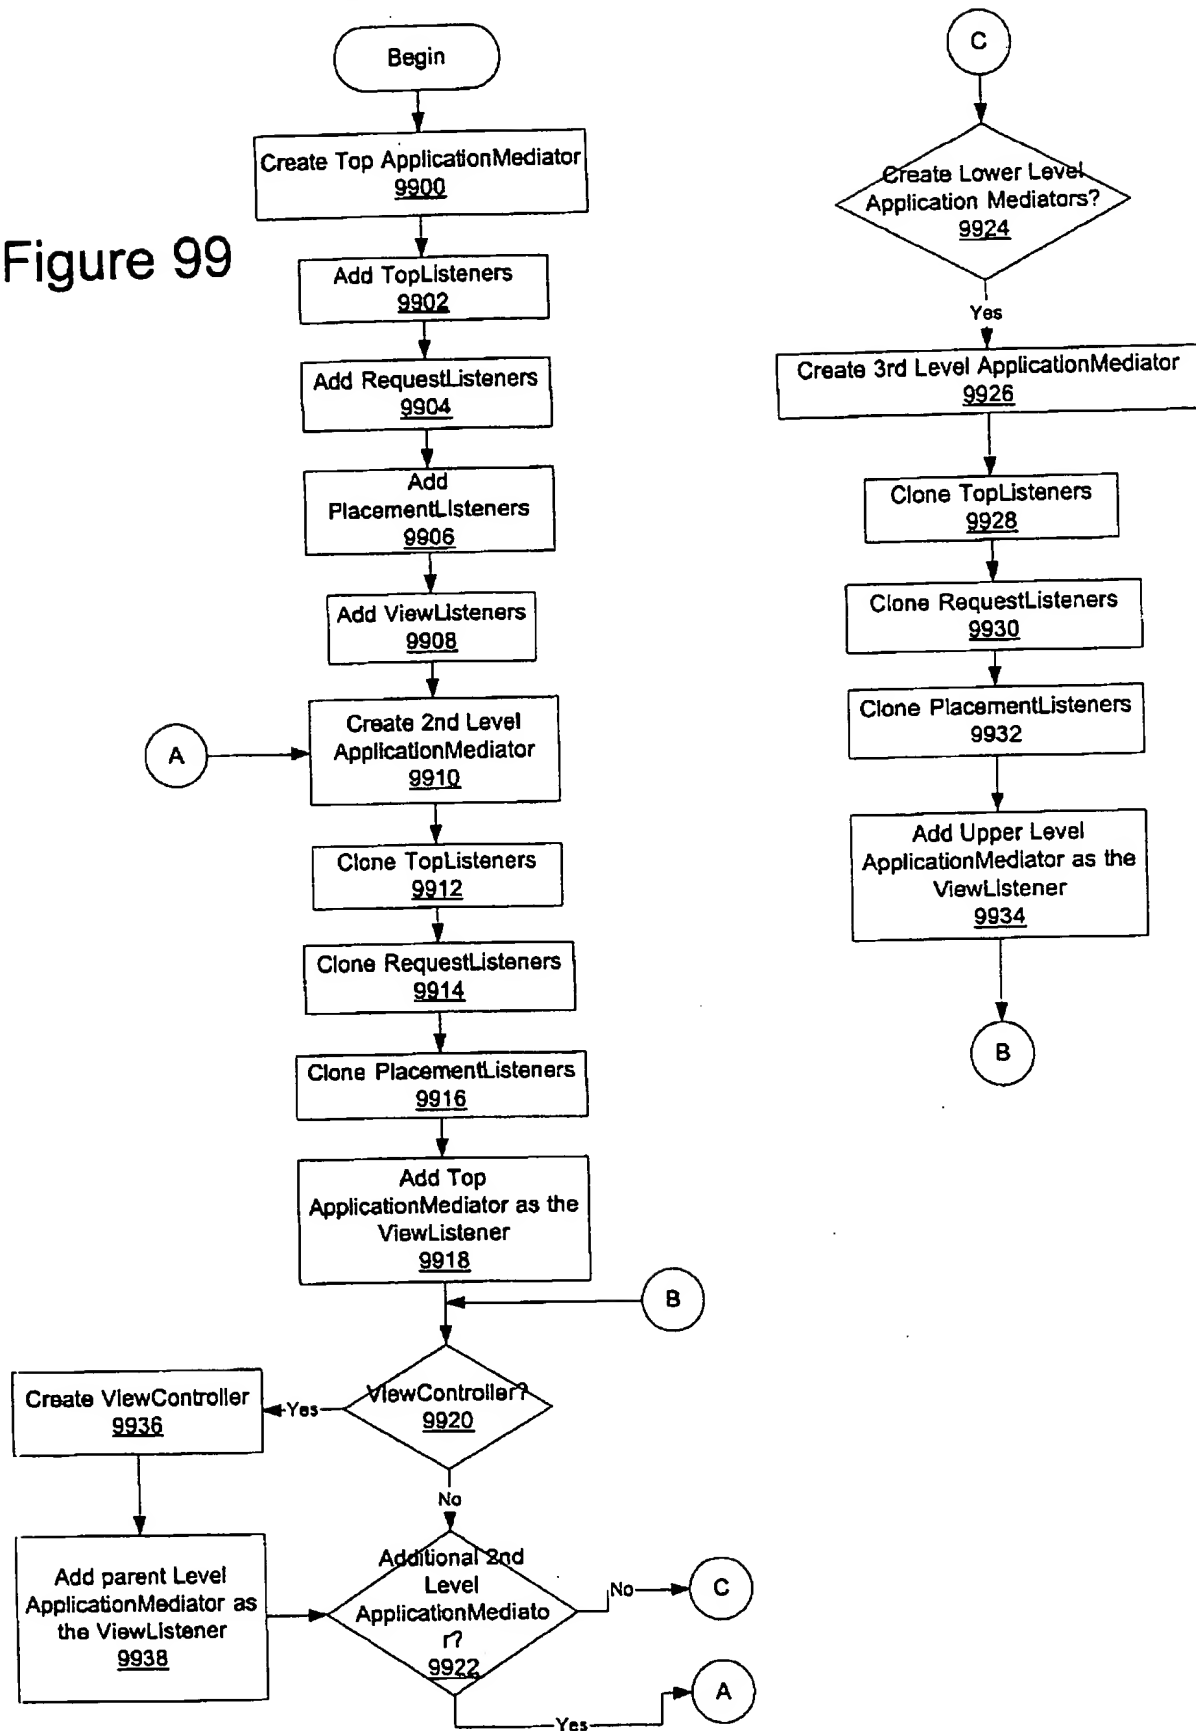 Figure 99
Begin
Create Top ApplicationMediator
9900
Add TopListeners
9902
Add RequestListeners
9904
Add
PlacementListeners
9906
Add ViewListeners
9908
A
Create 2nd Level
ApplicationMediator
9910
Clone TopListeners
9912
Clone RequestListeners
9914
Clone PlacementListeners
9916
Add Top
ApplicationMediator as the
ViewListener
9918
B
ViewController?
9920
Yes
Create ViewController
9936
Add parent Level
ApplicationMediator as
the ViewListener
9938
No
Additional 2nd
Level
ApplicationMediato
r?
9922
No
C
Yes
A
C
Create Lower Level
Application Mediators?
9924
Yes
Create 3rd Level ApplicationMediator
9926
Clone TopListeners
9928
Clone RequestListeners
9930
Clone PlacementListeners
9932
Add Upper Level
ApplicationMediator as the
ViewListener
9934
B